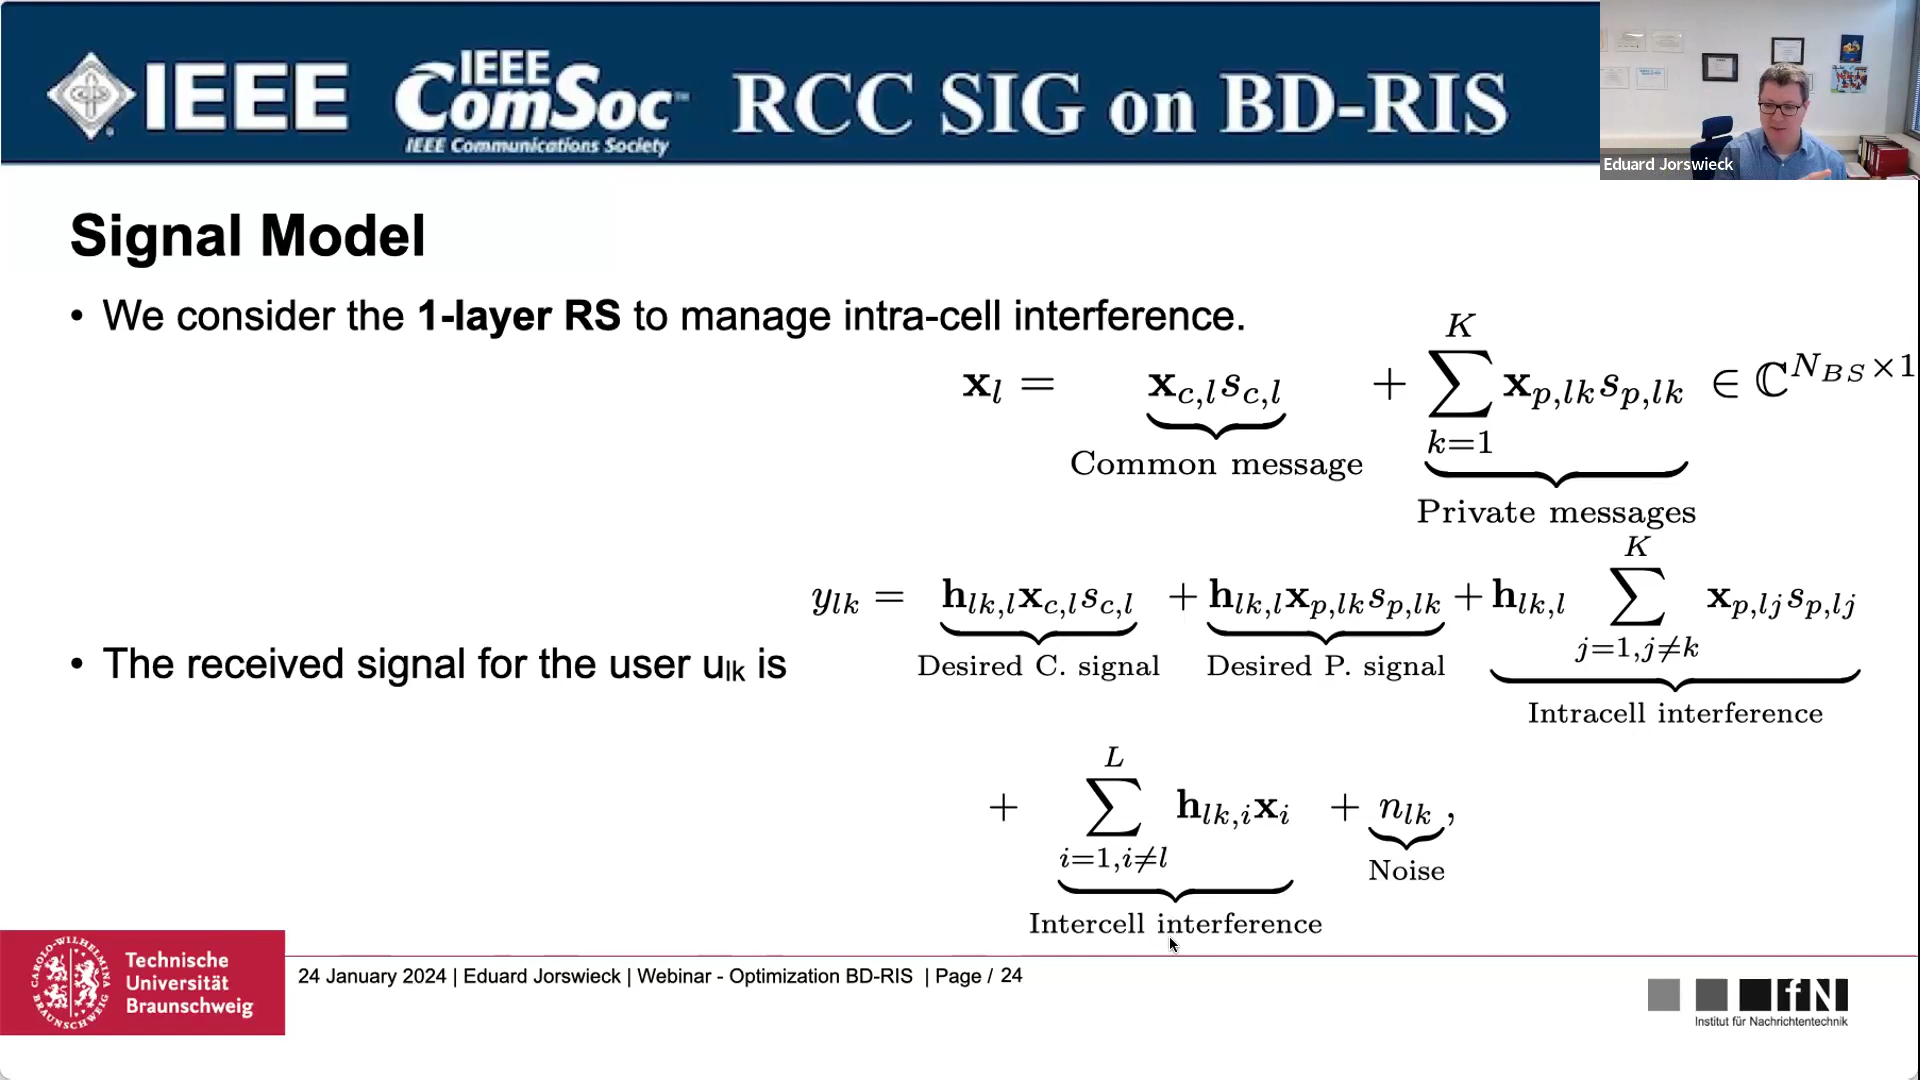 IEEE
IEEE ComSoc™
IEEE Communications Society
RCC SIG on BD-RIS
Eduard Jorswieck
Signal Model
• We consider the 1-layer RS to manage intra-cell interference.
𝐱_l = 𝐱_{c,l}s_{c,l} + ∑_{k=1}^{K} 𝐱_{p,lk}s_{p,lk} ∈ ℂ^{N_{BS}×1}
Common message
Private messages
y_{lk} = 𝐡_{lk,l}𝐱_{c,l}s_{c,l} + 𝐡_{lk,l}𝐱_{p,lk}s_{p,lk} + 𝐡_{lk,l} ∑_{j=1,j≠k}^{K} 𝐱_{p,lj}s_{p,lj}
• The received signal for the user u_{lk} is
Desired C. signal
Desired P. signal
Intracell interference
+ ∑_{i=1,i≠l}^{L} 𝐡_{lk,i}𝐱_i + n_{lk},
Noise
Intercell interference
CAROLO-WILHELMINA
BRAUNSCHWEIG
Technische
Universität
Braunschweig
24 January 2024 | Eduard Jorswieck | Webinar - Optimization BD-RIS | Page / 24
IfN
Institut für Nachrichtentechnik